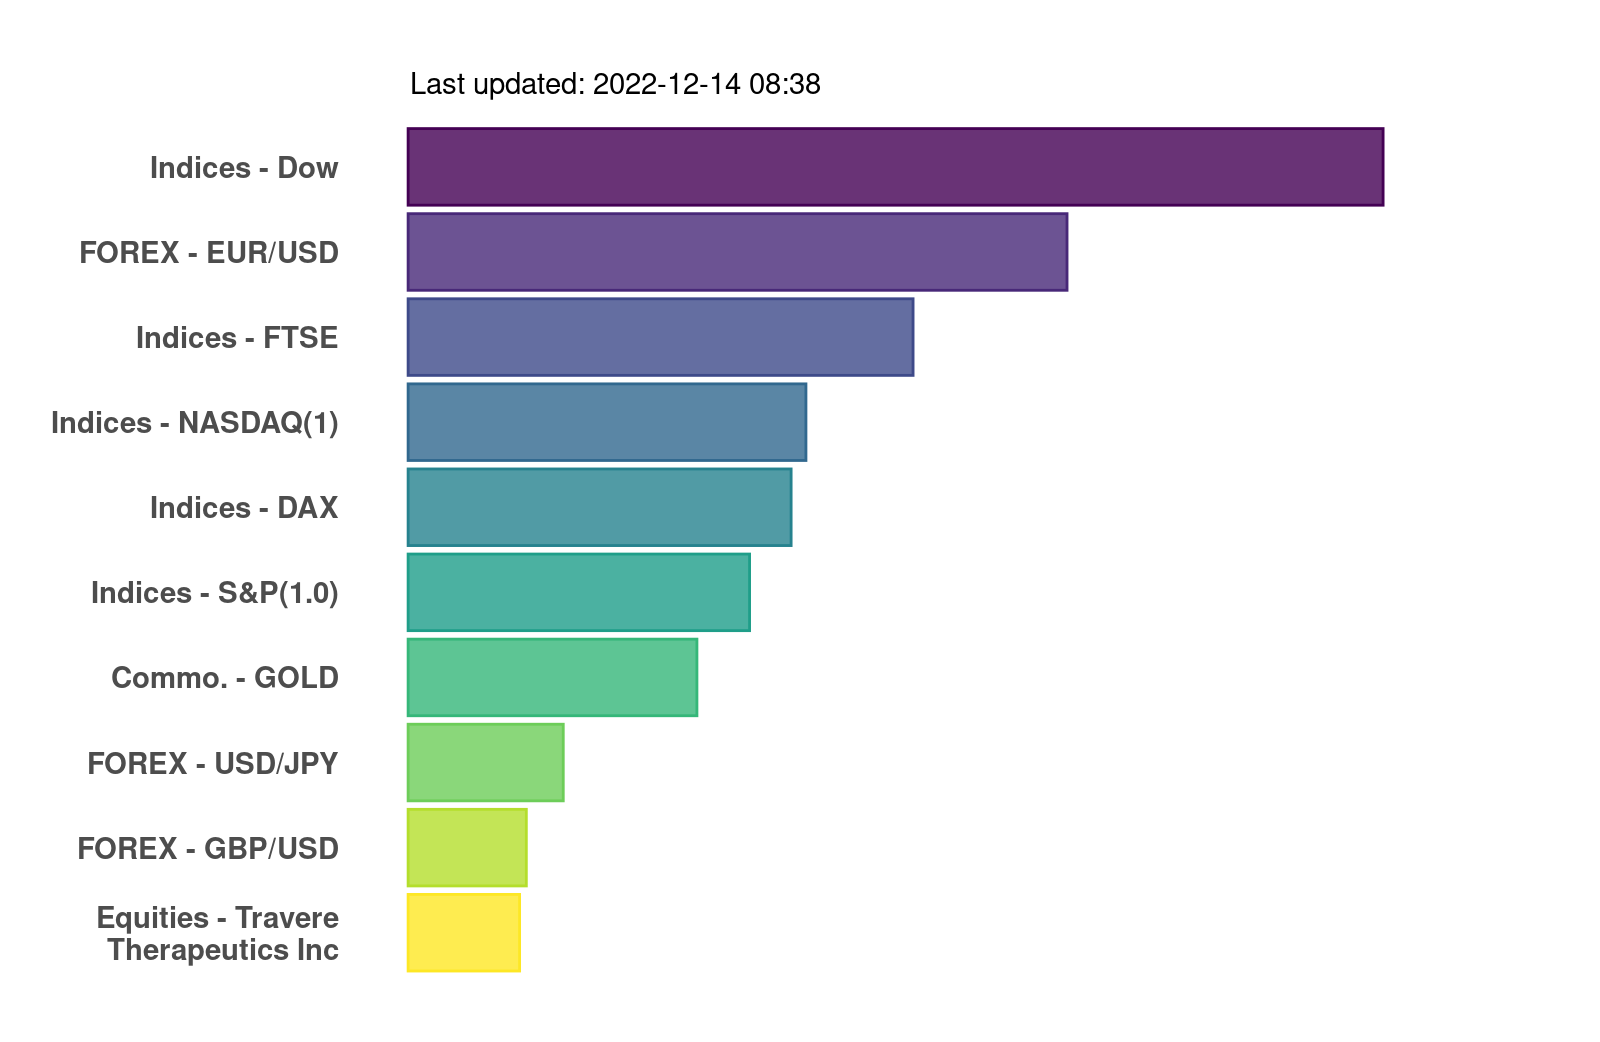 Last updated: 2022-12-14 08:38
Indices - Dow
FOREX - EUR/USD
Indices - FTSE
Indices - NASDAQ(1)
Indices - DAX
Indices - S&P(1.0)
Commo. - GOLD
FOREX - USD/JPY
FOREX - GBP/USD
Equities - Travere
Therapeutics Inc